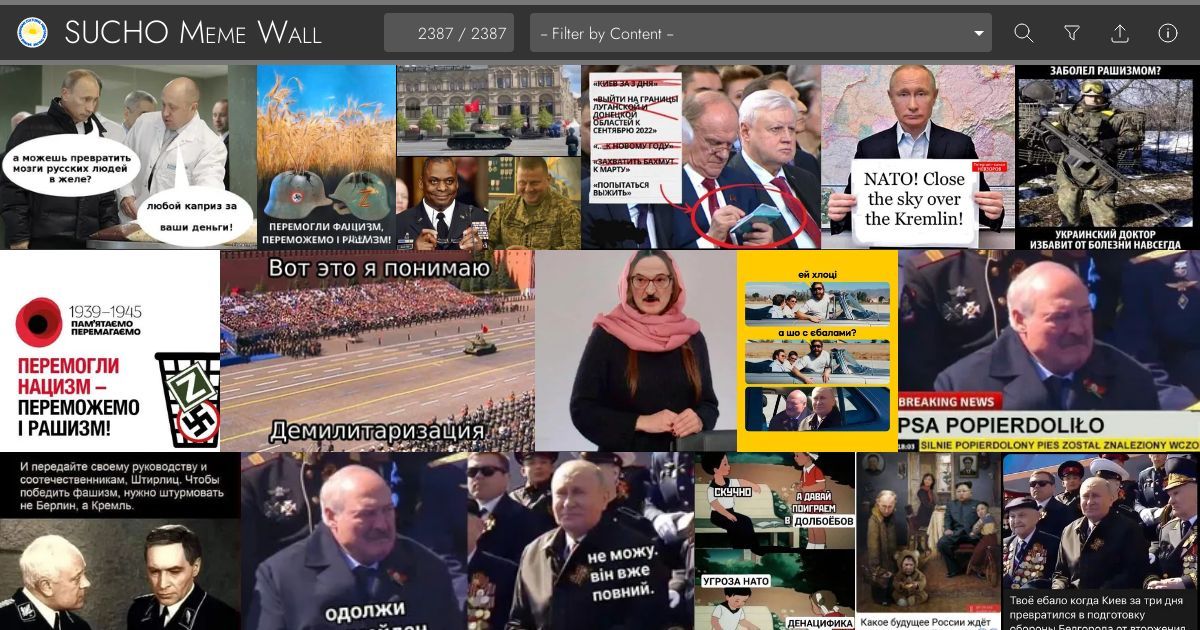 SUCHO Meme Wall
2387 / 2387
– Filter by Content –
а можешь превратить
мозги русских людей
в желе?
любой каприз за
ваши деньги!
ПЕРЕМОГЛИ ФАЦИЗМ,
ПЕРЕМОЖЕМО І РАШИЗМ!
«КИЕВ ЗА 3 ДНЯ»
«ВЫЙТИ НА ГРАНИЦЫ
ЛУГАНСКОЙ И
ДОНЕЦКОЙ
ОБЛАСТЕЙ К
СЕНТЯБРЮ 2022»
«... К НОВОМУ ГОДУ»
«ЗАХВАТИТЬ БАХМУТ
К МАРТУ»
«ПОПЫТАТЬСЯ
ВЫЖИТЬ»
NATO! Close
the sky over
the Kremlin!
ЗАБОЛЕЛ РАШИЗМОМ?
УКРАИНСКИЙ ДОКТОР
ИЗБАВИТ ОТ БОЛЕЗНИ НАВСЕГДА
1939–1945
ПАМ'ЯТАЄМО
ПЕРЕМАГАЄМО
ПЕРЕМОГЛИ
НАЦИЗМ –
ПЕРЕМОЖЕМО
І РАШИЗМ!
Z
Вот это я понимаю
Демилитаризация
ей хлоці
а шо с єбалами?
BREAKING NEWS
PSA POPIERDOLIŁO
18:03 SILNIE POPIERDOLONY PIES ZOSTAŁ ZNALEZIONY WCZO
И передайте своему руководству и
соотечественникам, Штирлиц. Чтобы
победить фашизм, нужно штурмовать
не Берлин, а Кремль.
одолжи
не можу.
він вже
повний.
СКУЧНО
А ДАВАЙ
ПОИГРАЕМ
В ДОЛБОЁБОВ
УГРОЗА НАТО
ДЕНАЦИФИКА
Какое будущее России ждёт
Твоё ебало когда Киев за три дня
превратился в подготовку
обороны Белгорода от вторжения